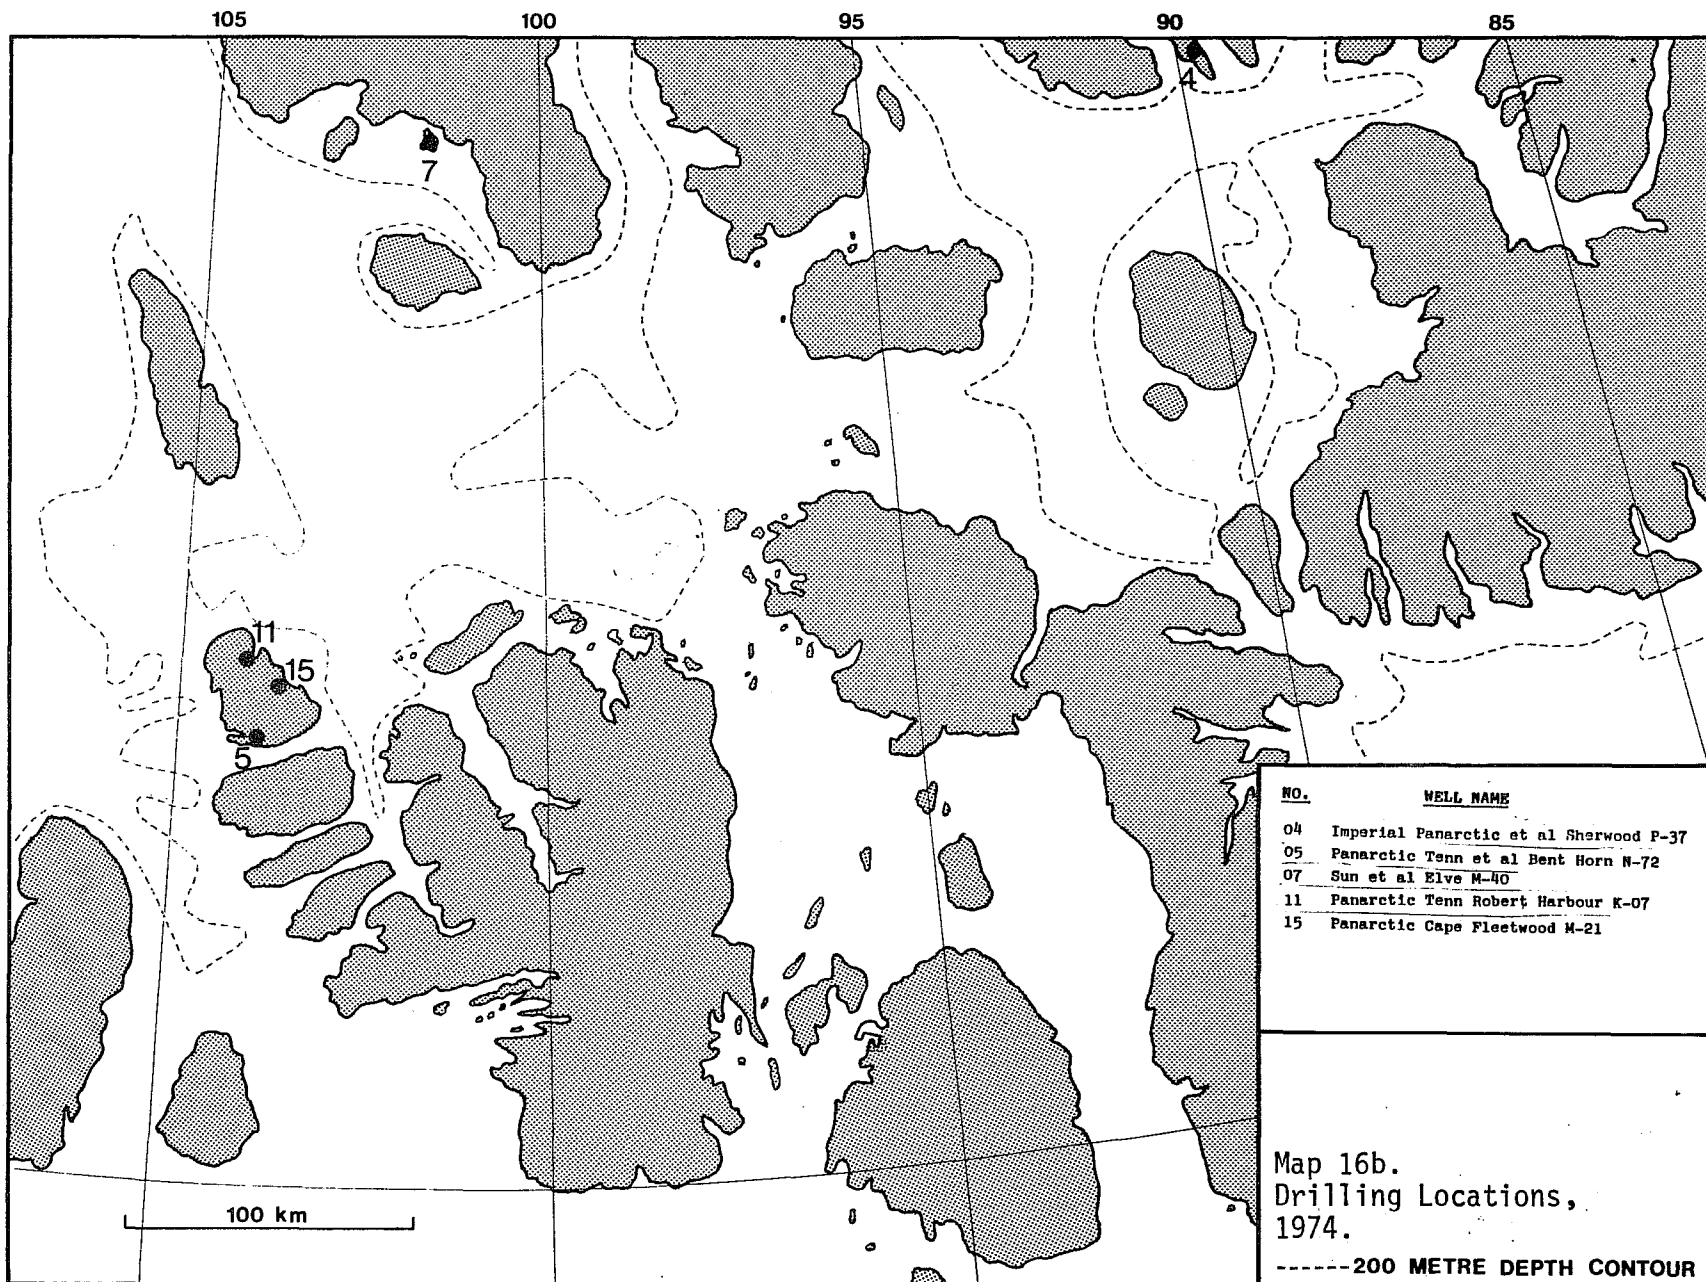 105 100 95 90 85
4
7
11
15
5
NO. WELL NAME
04 Imperial Panarctic et al Sherwood P-37
05 Panarctic Tenn et al Bent Horn N-72
07 Sun et al Elve M-40
11 Panarctic Tenn Robert Harbour K-07
15 Panarctic Cape Fleetwood M-21
100 km
Map 16b.
Drilling Locations,
1974.
200 METRE DEPTH CONTOUR